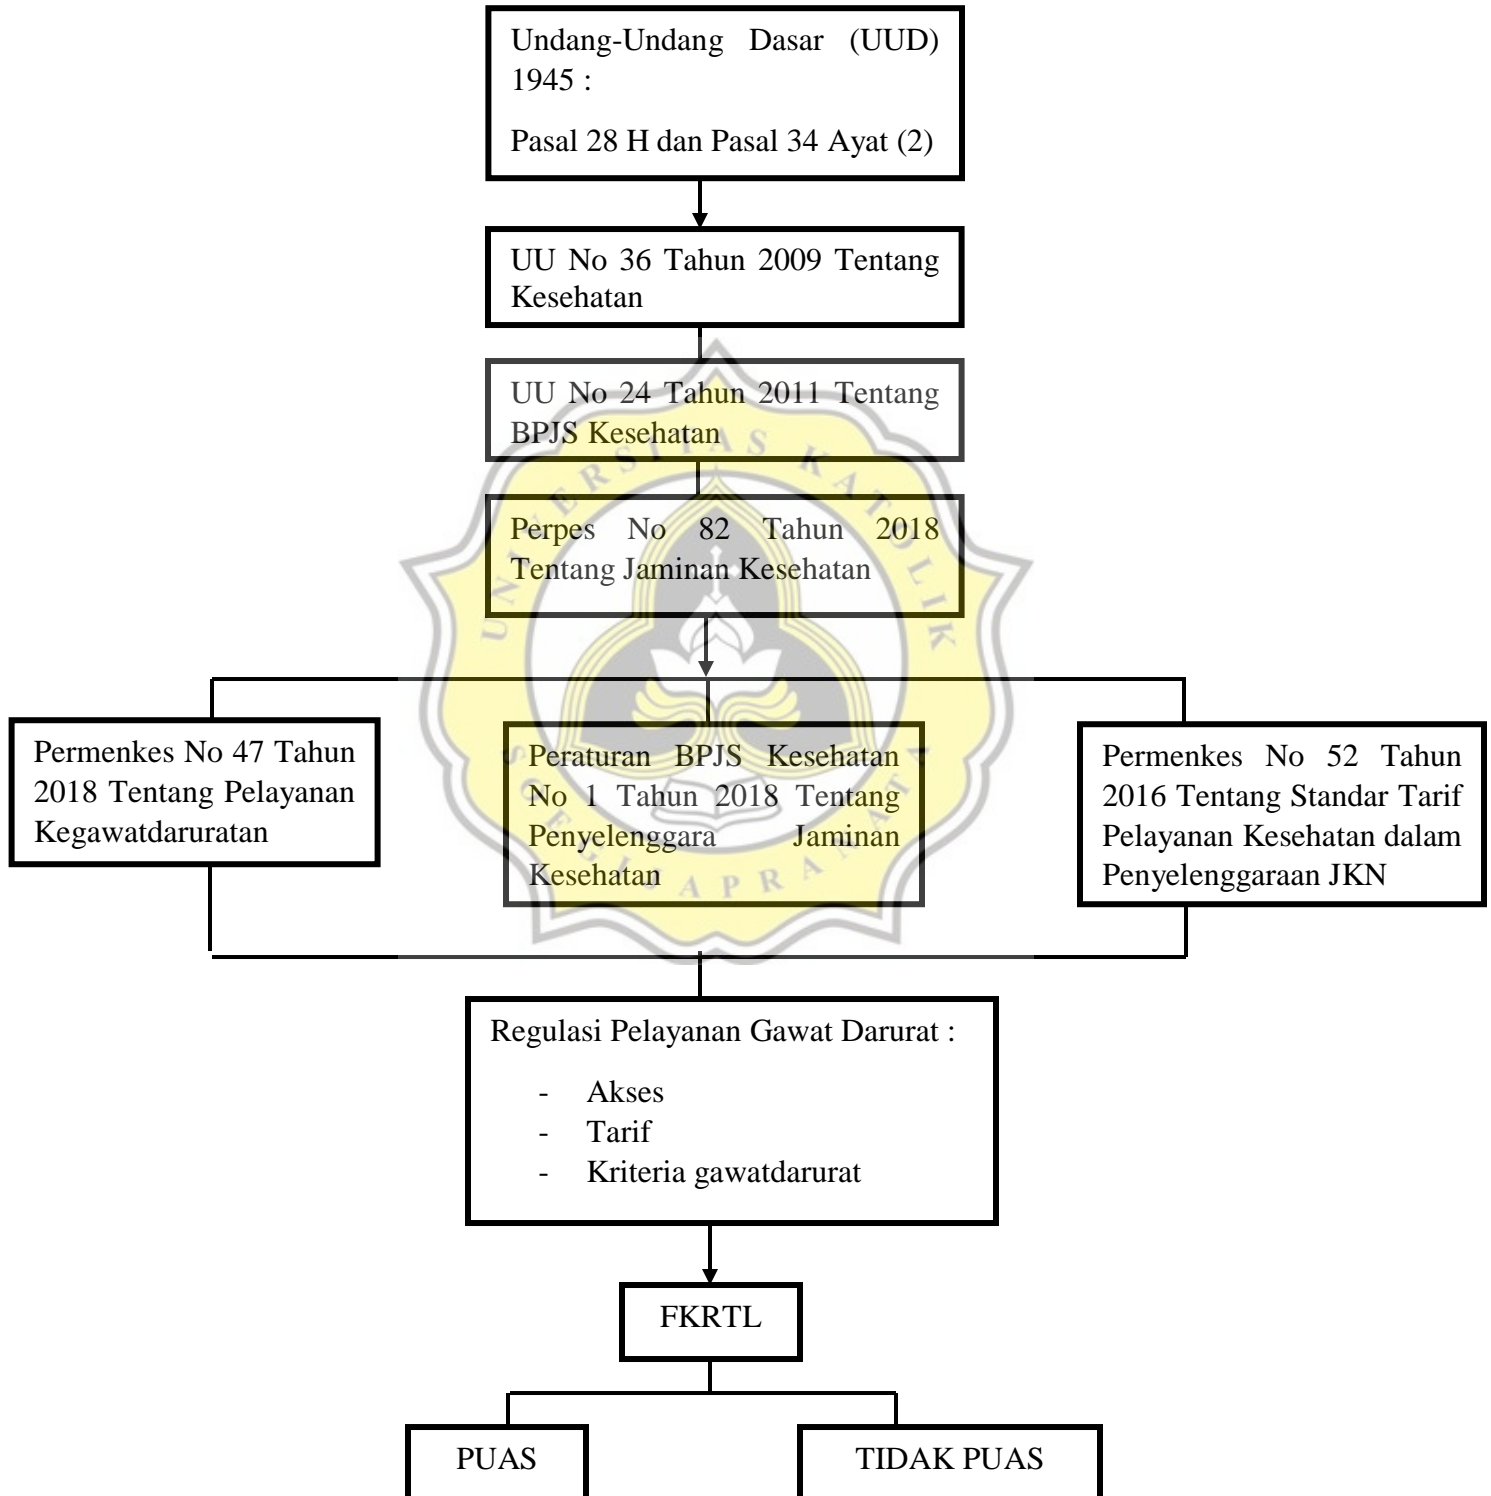 Undang-Undang Dasar (UUD)
1945 :
Pasal 28 H dan Pasal 34 Ayat (2)
UU No 36 Tahun 2009 Tentang
Kesehatan
UU No 24 Tahun 2011 Tentang
BPJS Kesehatan
Perpes No 82 Tahun 2018
Tentang Jaminan Kesehatan
UNIVERSITAS KATOLIK
SOEGIJAPRANATA
Permenkes No 47 Tahun
2018 Tentang Pelayanan
Kegawatdaruratan
Peraturan BPJS Kesehatan
No 1 Tahun 2018 Tentang
Penyelenggara Jaminan
Kesehatan
Permenkes No 52 Tahun
2016 Tentang Standar Tarif
Pelayanan Kesehatan dalam
Penyelenggaraan JKN
Regulasi Pelayanan Gawat Darurat :
- Akses
- Tarif
- Kriteria gawatdarurat
FKRTL
PUAS
TIDAK PUAS